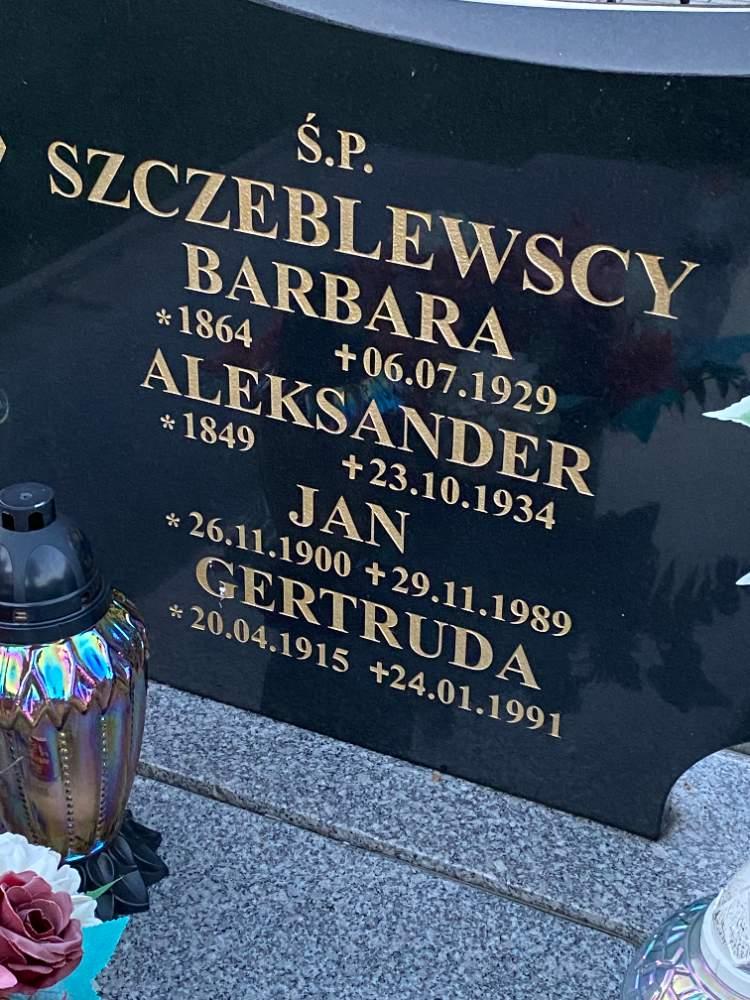 Ś.P.
SZCZEBLEWSCY
BARBARA
*1864 +06.07.1929
ALEKSANDER
*1849 +23.10.1934
JAN
*26.11.1900 +29.11.1989
GERTRUDA
*20.04.1915 +24.01.1991